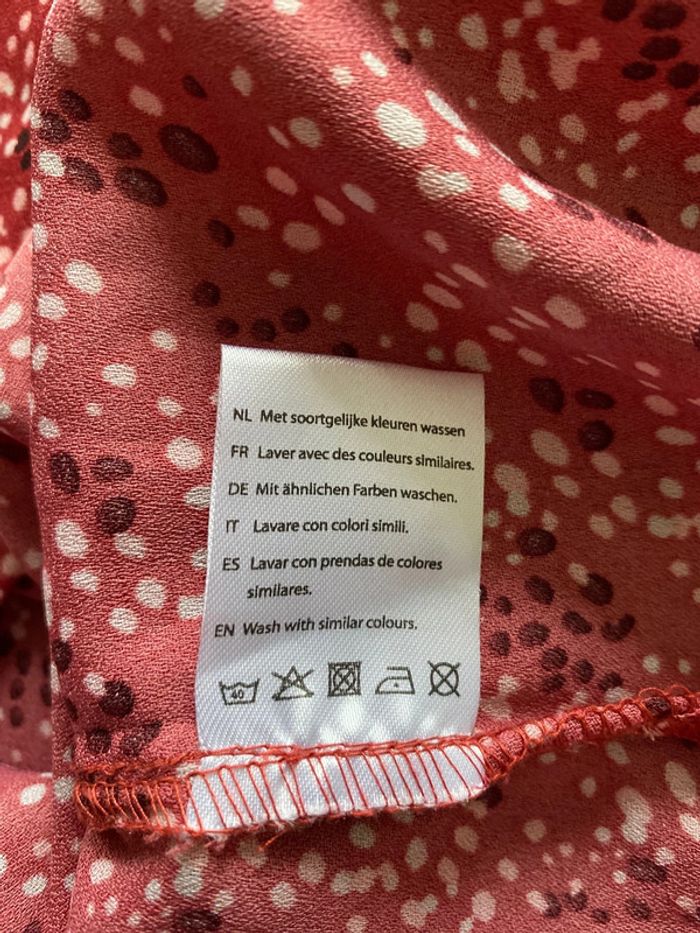 NL Met soortgelijke kleuren wassen
FR Laver avec des couleurs similaires.
DE Mit ähnlichen Farben waschen.
IT Lavare con colori simili.
ES Lavar con prendas de colores
similares.
EN Wash with similar colours.
40